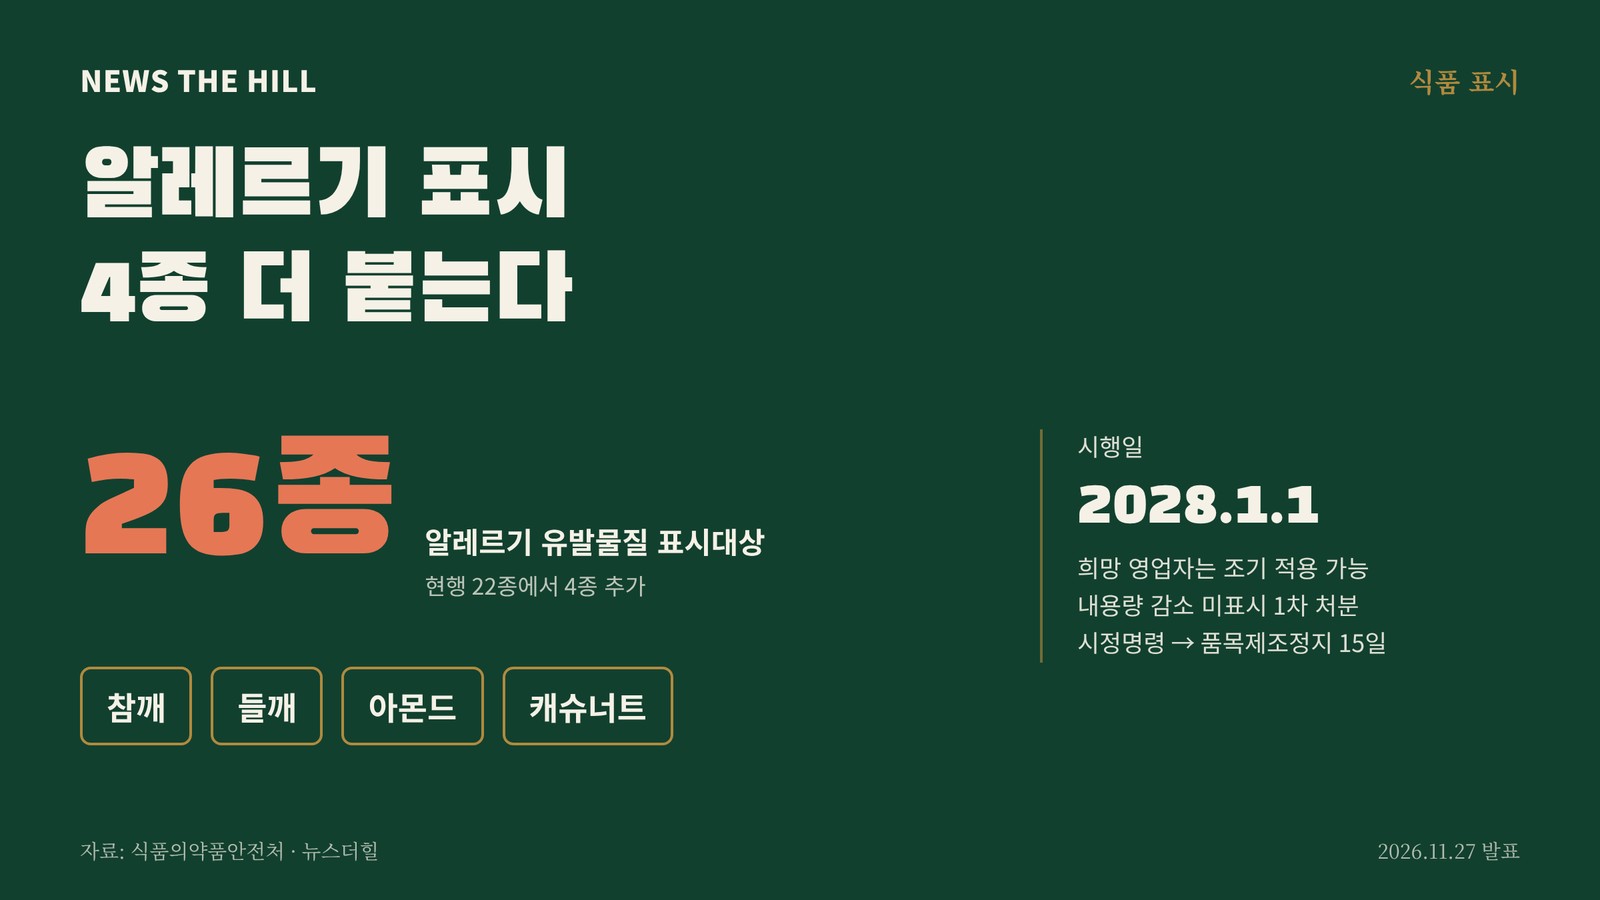 NEWS THE HILL
식품 표시
알레르기 표시
4종 더 붙는다
26종
알레르기 유발물질 표시대상
현행 22종에서 4종 추가
참깨
들깨
아몬드
캐슈너트
시행일
2028.1.1
희망 영업자는 조기 적용 가능
내용량 감소 미표시 1차 처분
시정명령 → 품목제조정지 15일
자료: 식품의약품안전처 · 뉴스더힐
2026.11.27 발표